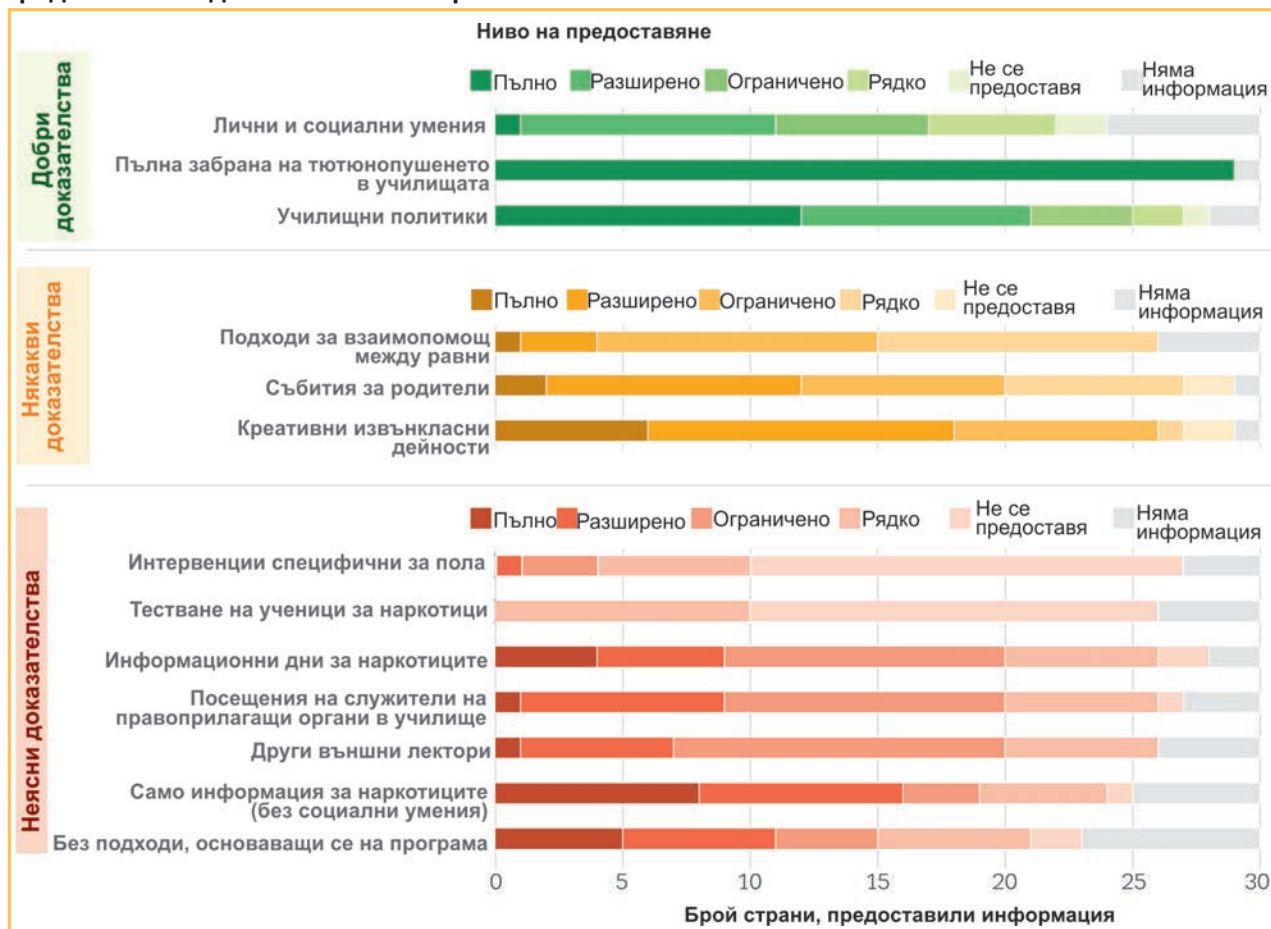 Ниво на предоставяне
Добри
доказателства
Пълно Разширено Ограничено Рядко Не се
предоставя Няма
информация
Лични и социални умения
Пълна забрана на тютюнопушенето
в училищата
Училищни политики
Някакви
доказателства
Пълно Разширено Ограничено Рядко Не се
предоставя Няма
информация
Подходи за взаимопомощ
между равни
Събития за родители
Креативни извънкласни
дейности
Неясни доказателства
Пълно Разширено Ограничено Рядко Не се
предоставя Няма
информация
Интервенции специфични за пола
Тестване на ученици за наркотици
Информационни дни за наркотиците
Посещения на служители на
правоприлагащи органи в училище
Други външни лектори
Само информация за наркотиците
(без социални умения)
Без подходи, основаващи се на програма
0 5 10 15 20 25 30
Брой страни, предоставили информация